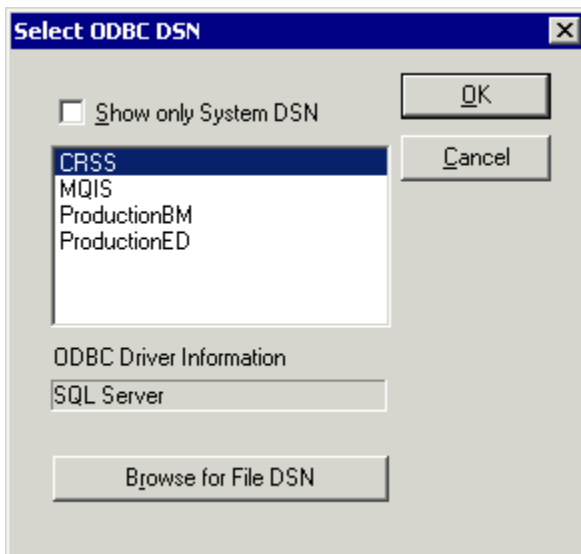 Select ODBC DSN
Show only System DSN
OK
Cancel
CRSS
MQIS
ProductionBM
ProductionED
ODBC Driver Information
SQL Server
Browse for File DSN